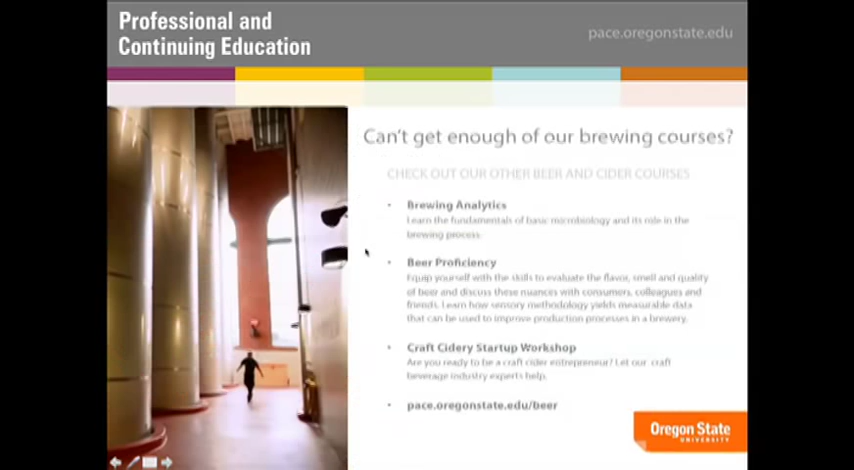 Professional and
Continuing Education
pace.oregonstate.edu
Can't get enough of our brewing courses?
CHECK OUT OUR OTHER BEER AND CIDER COURSES
• Brewing Analytics
Learn the fundamentals of basic microbiology and its role in the
brewing process.
• Beer Proficiency
Equip yourself with the skills to evaluate the flavor, smell and quality
of beer and discuss these nuances with consumers, colleagues and
friends. Learn how sensory methodology yields measurable data
that can be used to improve production processes in a brewery.
• Craft Cidery Startup Workshop
Are you ready to be a craft cider entrepreneur? Let our craft
beverage industry experts help.
• pace.oregonstate.edu/beer
Oregon State
UNIVERSITY